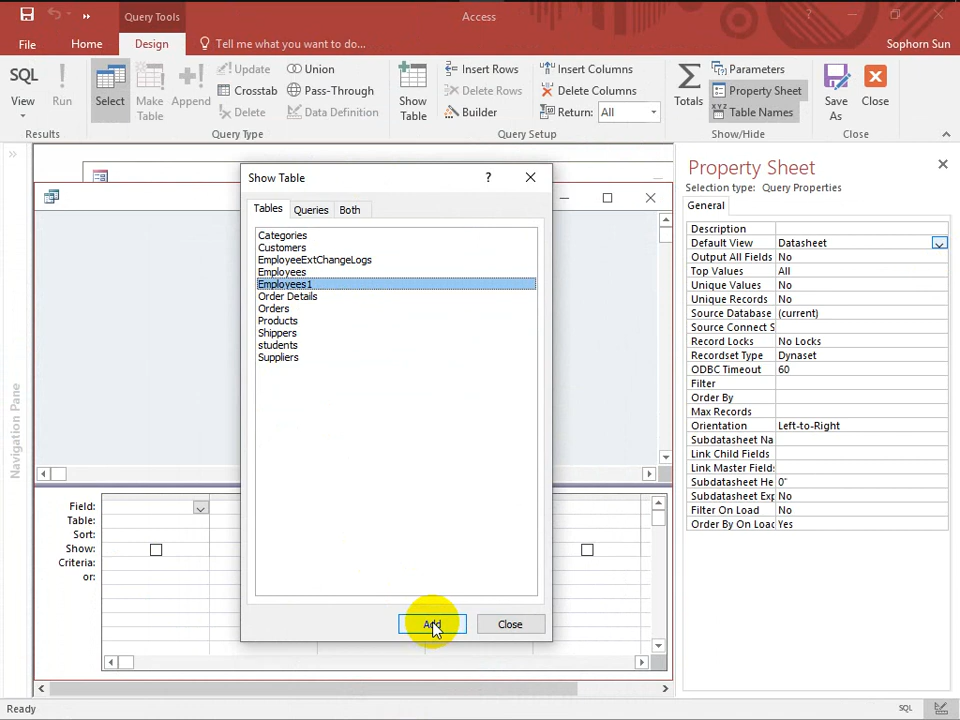 Query Tools
Access
File
Home
Design
Tell me what you want to do...
Sophorn Sun
SQL
View
Run
Select
Make
Table
Append
Update
Crosstab
Delete
Union
Pass-Through
Data Definition
Show
Table
Insert Rows
Delete Rows
Builder
Insert Columns
Delete Columns
Return: All
Totals
Parameters
Property Sheet
XYZ
Table Names
Save
As
Close
Results
Query Type
Query Setup
Show/Hide
Close
Navigation Pane
Show Table
?
Tables
Queries
Both
Categories
Customers
EmployeeExtChangeLogs
Employees
Employees1
Order Details
Orders
Products
Shippers
students
Suppliers
Add
Close
Field:
Table:
Sort:
Show:
Criteria:
or:
Property Sheet
Selection type: Query Properties
General
Description
Default View Datasheet
Output All Fields No
Top Values All
Unique Values No
Unique Records No
Source Database (current)
Source Connect S
Record Locks No Locks
Recordset Type Dynaset
ODBC Timeout 60
Filter
Order By
Max Records
Orientation Left-to-Right
Subdatasheet Na
Link Child Fields
Link Master Fields
Subdatasheet He 0"
Subdatasheet Exp No
Filter On Load No
Order By On Load Yes
Ready
SQL